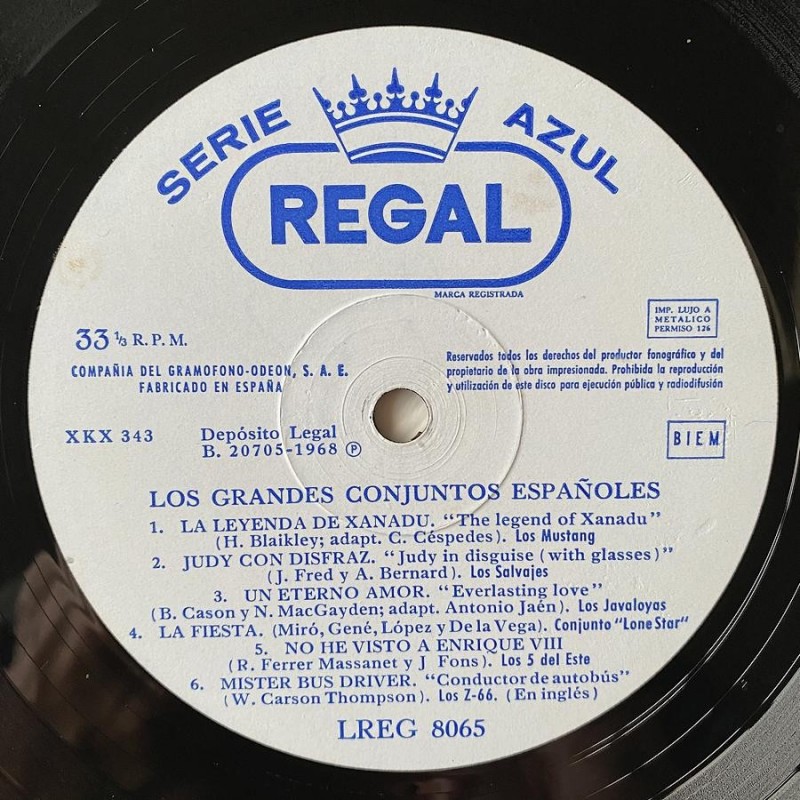 SERIE AZUL
REGAL
MARCA REGISTRADA
33 1/3 R. P. M.
IMP. LUJO A
METALICO
PERMISO 126
COMPAÑIA DEL GRAMOFONO-ODEON, S. A. E.
FABRICADO EN ESPAÑA
Reservados todos los derechos del productor fonográfico y del
propietario de la obra impresionada. Prohibida la reproducción
y utilización de este disco para ejecución pública y radiodifusión
XKX 343
Depósito Legal
B. 20705-1968 Ⓟ
BIEM
LOS GRANDES CONJUNTOS ESPAÑOLES
1. LA LEYENDA DE XANADU. "The legend of Xanadu"
(H. Blaikley; adapt. C. Céspedes). Los Mustang
2. JUDY CON DISFRAZ. "Judy in disguise (with glasses)"
(J. Fred y A. Bernard). Los Salvajes
3. UN ETERNO AMOR. "Everlasting love"
(B. Cason y N. MacGayden; adapt. Antonio Jaén). Los Javaloyas
4. LA FIESTA. (Miró, Gené, López y De la Vega). Conjunto "Lone Star"
5. NO HE VISTO A ENRIQUE VIII
(R. Ferrer Massanet y J Fons). Los 5 del Este
6. MISTER BUS DRIVER. "Conductor de autobús"
(W. Carson Thompson). Los Z-66. (En inglés)
LREG 8065